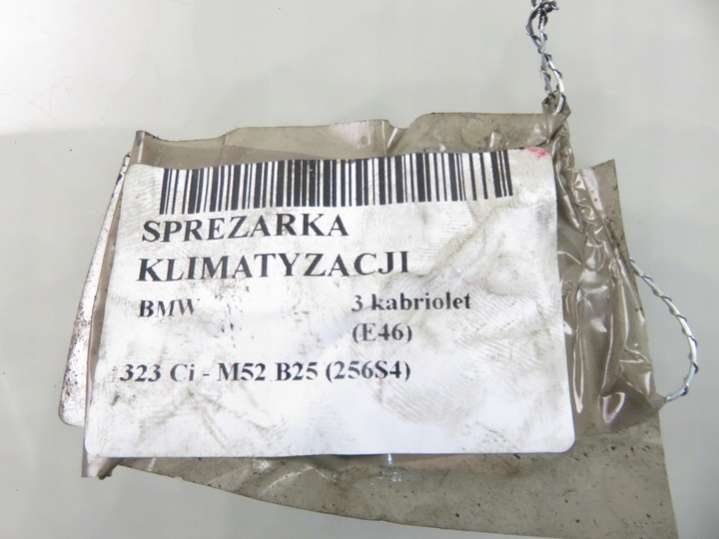 SPREZARKA
KLIMATYZACJI
BMW 3 kabriolet
(E46)
323 Ci - M52 B25 (256S4)